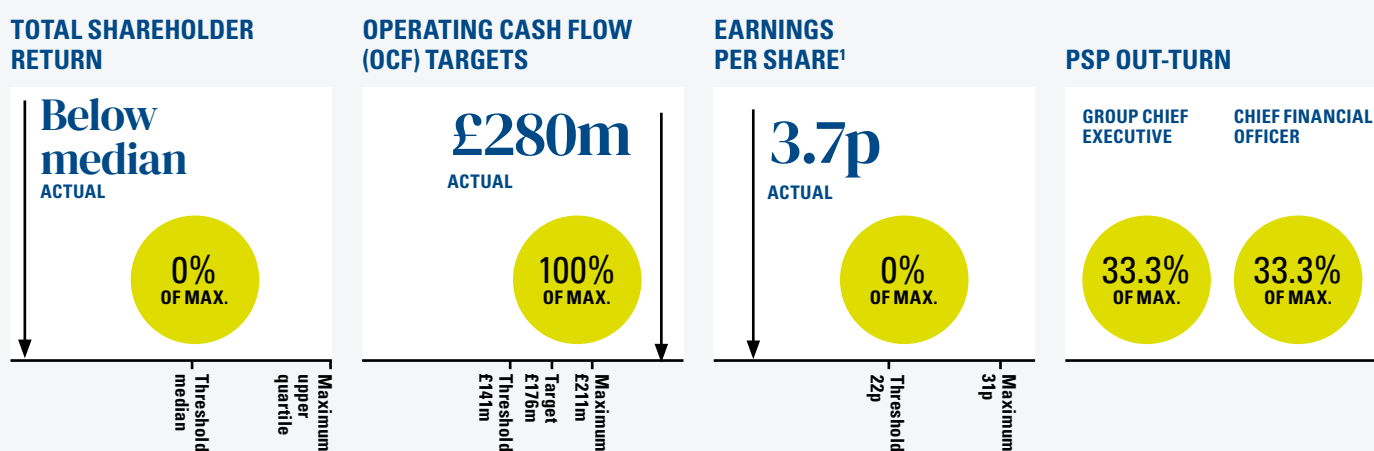 TOTAL SHAREHOLDER
RETURN
Below
median
ACTUAL
0%
OF MAX.
Threshold
median
Maximum
upper
quartile
OPERATING CASH FLOW
(OCF) TARGETS
£280m
ACTUAL
100%
OF MAX.
Threshold
£141m
Target
£176m
Maximum
£211m
EARNINGS
PER SHARE¹
3.7p
ACTUAL
0%
OF MAX.
Threshold
22p
Maximum
31p
PSP OUT-TURN
GROUP CHIEF
EXECUTIVE
33.3%
OF MAX.
CHIEF FINANCIAL
OFFICER
33.3%
OF MAX.